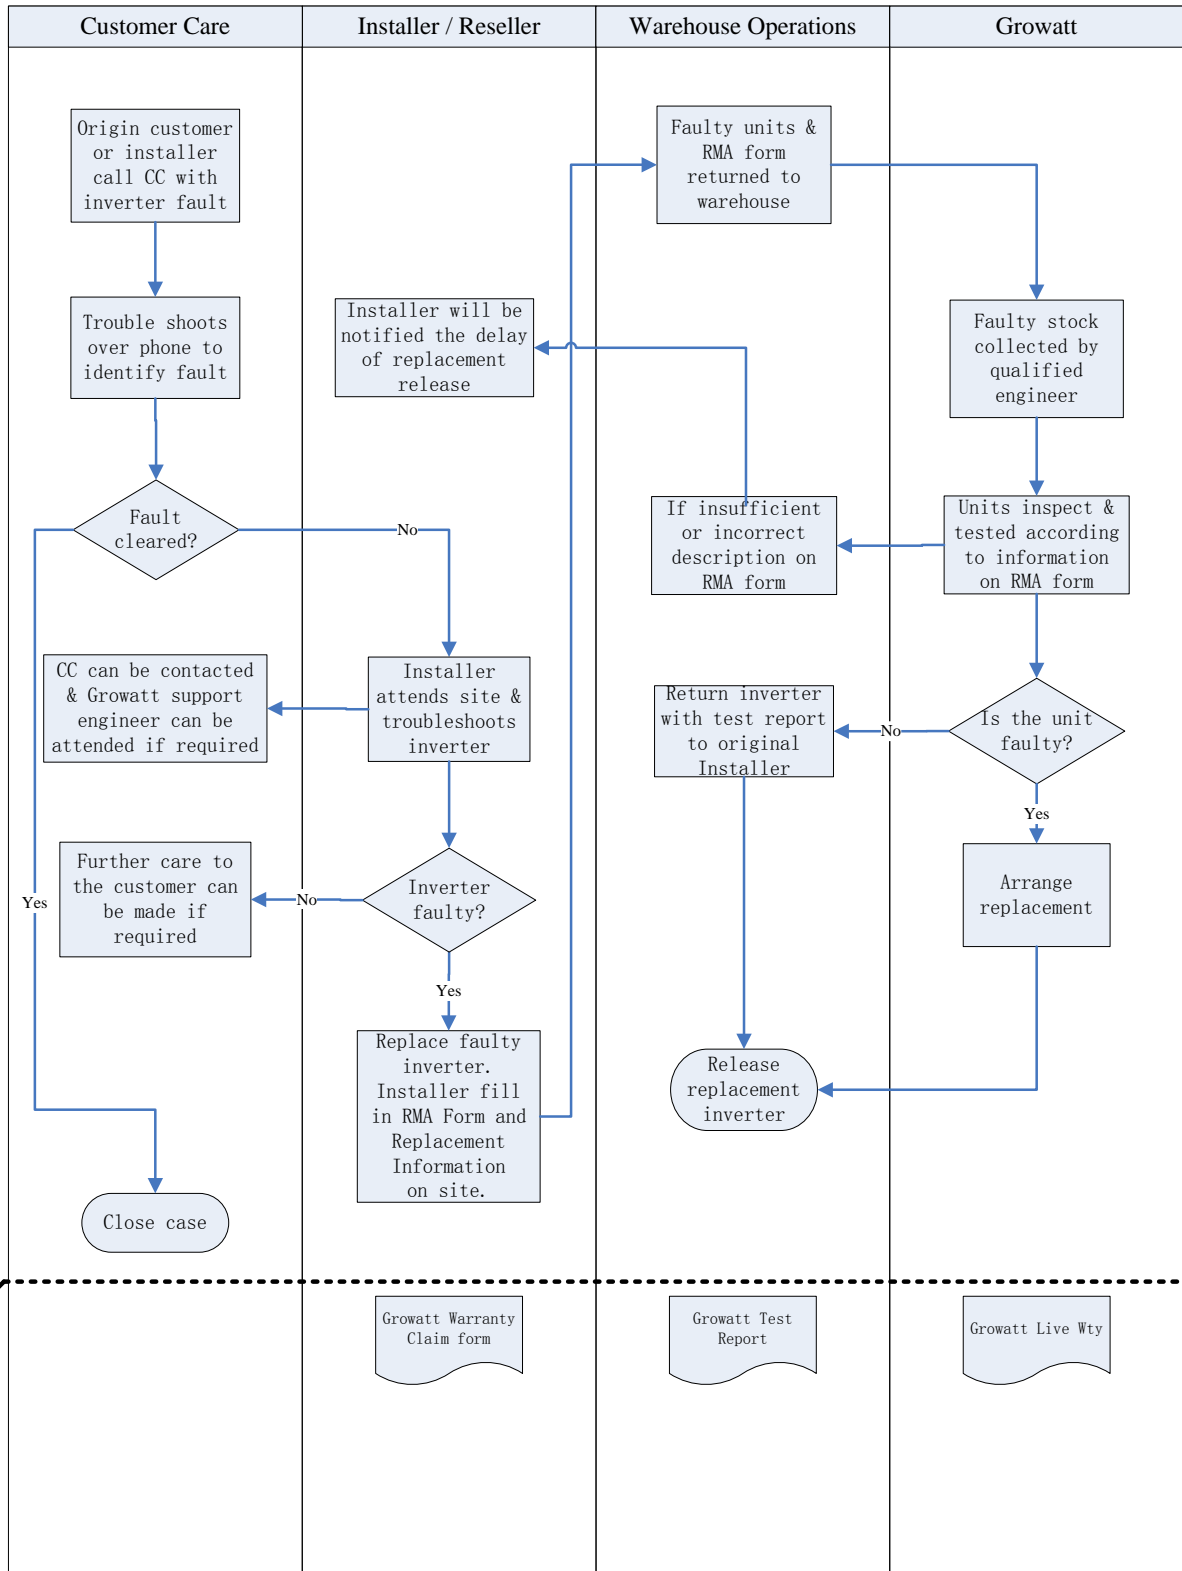 Customer Care
Installer / Reseller
Warehouse Operations
Growatt
Origin customer
or installer
call CC with
inverter fault
Faulty units &
RMA form
returned to
warehouse
Trouble shoots
over phone to
identify fault
Installer will be
notified the delay
of replacement
release
Faulty stock
collected by
qualified
engineer
Fault
cleared?
No
If insufficient
or incorrect
description on
RMA form
Units inspect &
tested according
to information
on RMA form
CC can be contacted
& Growatt support
engineer can be
attended if required
Installer
attends site &
troubleshoots
inverter
Return inverter
with test report
to original
Installer
No
Is the unit
faulty?
Yes
Further care to
the customer can
be made if
required
Yes
No
Inverter
faulty?
Arrange
replacement
Yes
Replace faulty
inverter.
Installer fill
in RMA Form and
Replacement
Information
on site.
Release
replacement
inverter
Close case
Growatt Warranty
Claim form
Growatt Test
Report
Growatt Live Wty